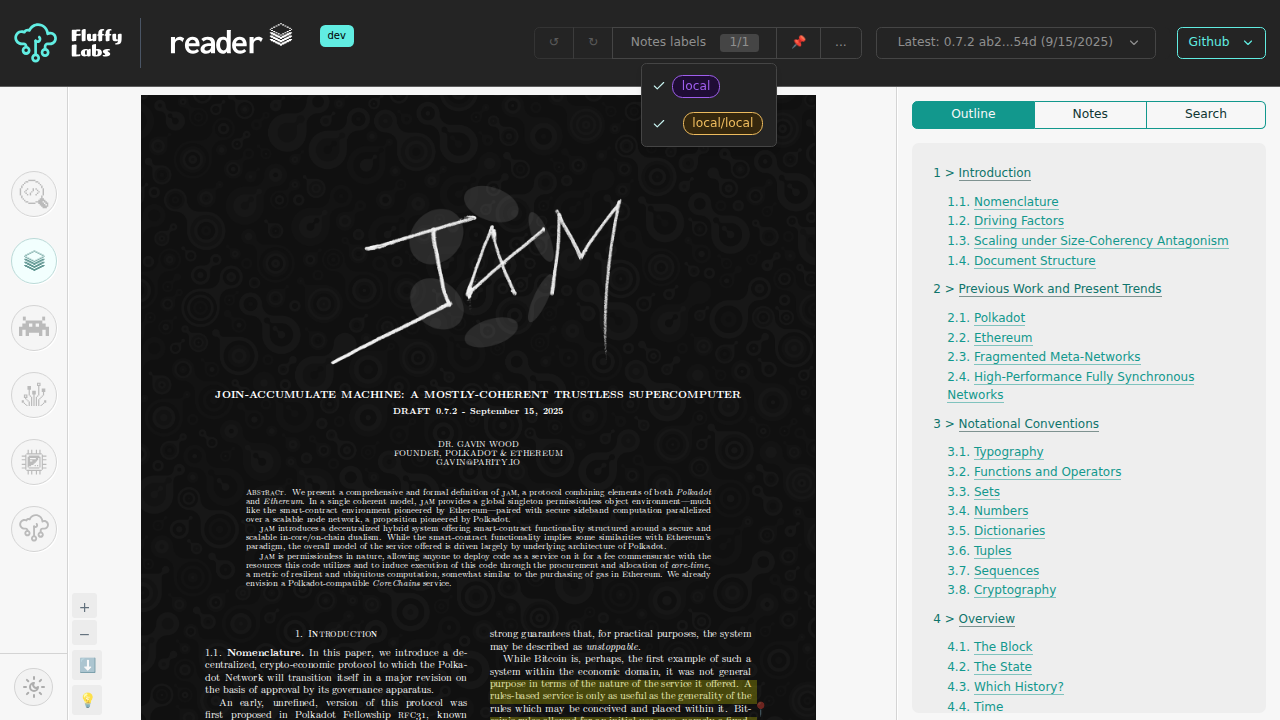 Fluffy Labs
reader
dev
Notes labels 1/1
...
Latest: 0.7.2 ab2...54d (9/15/2025)
Github
local
local/local
JAM
JOIN-ACCUMULATE MACHINE: A MOSTLY-COHERENT TRUSTLESS SUPERCOMPUTER
DRAFT 0.7.2 - September 15, 2025
DR. GAVIN WOOD
FOUNDER, POLKADOT & ETHEREUM
GAVIN@PARITY.IO
Abstract. We present a comprehensive and formal definition of JAM, a protocol combining elements of both Polkadot
and Ethereum. In a single coherent model, JAM provides a global singleton permissionless object environment—much
like the smart-contract environment pioneered by Ethereum—paired with secure sideband computation parallelized
over a scalable node network, a proposition pioneered by Polkadot.
JAM introduces a decentralized hybrid system offering smart-contract functionality structured around a secure and
scalable in-core/on-chain dualism. While the smart-contract functionality implies some similarities with Ethereum's
paradigm, the overall model of the service offered is driven largely by underlying architecture of Polkadot.
JAM is permissionless in nature, allowing anyone to deploy code as a service on it for a fee commensurate with the
resources this code utilizes and to induce execution of this code through the procurement and allocation of core-time,
a metric of resilient and ubiquitous computation, somewhat similar to the purchasing of gas in Ethereum. We already
envision a Polkadot-compatible CoreChains service.
1. Introduction
1.1. Nomenclature. In this paper, we introduce a de-
centralized, crypto-economic protocol to which the Polka-
dot Network will transition itself in a major revision on
the basis of approval by its governance apparatus.
An early, unrefined, version of this protocol was
first proposed in Polkadot Fellowship RFC31, known
strong guarantees that, for practical purposes, the system
may be described as unstoppable.
While Bitcoin is, perhaps, the first example of such a
system within the economic domain, it was not general
purpose in terms of the nature of the service it offered. A
rules-based service is only as useful as the generality of the
rules which may be conceived and placed within it. Bit-
Outline
Notes
Search
1 > Introduction
1.1. Nomenclature
1.2. Driving Factors
1.3. Scaling under Size-Coherency Antagonism
1.4. Document Structure
2 > Previous Work and Present Trends
2.1. Polkadot
2.2. Ethereum
2.3. Fragmented Meta-Networks
2.4. High-Performance Fully Synchronous
Networks
3 > Notational Conventions
3.1. Typography
3.2. Functions and Operators
3.3. Sets
3.4. Numbers
3.5. Dictionaries
3.6. Tuples
3.7. Sequences
3.8. Cryptography
4 > Overview
4.1. The Block
4.2. The State
4.3. Which History?
4.4. Time